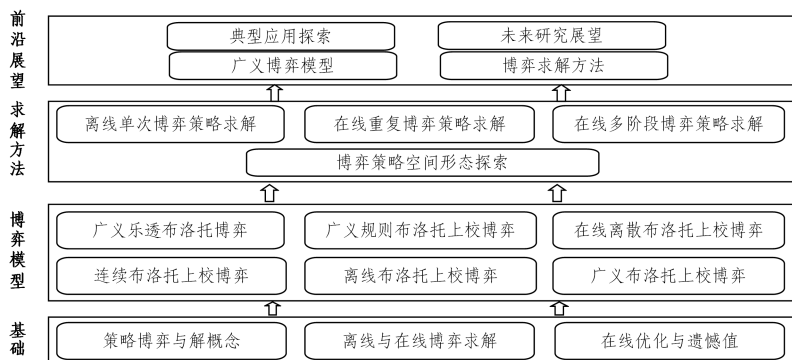 前沿展望
典型应用探索
未来研究展望
广义博弈模型
博弈求解方法
求解方法
离线单次博弈策略求解
在线重复博弈策略求解
在线多阶段博弈策略求解
博弈策略空间形态探索
博弈模型
广义乐透布洛托博弈
广义规则布洛托上校博弈
在线离散布洛托上校博弈
连续布洛托上校博弈
离线布洛托上校博弈
广义布洛托上校博弈
基础
策略博弈与解概念
离线与在线博弈求解
在线优化与遗憾值